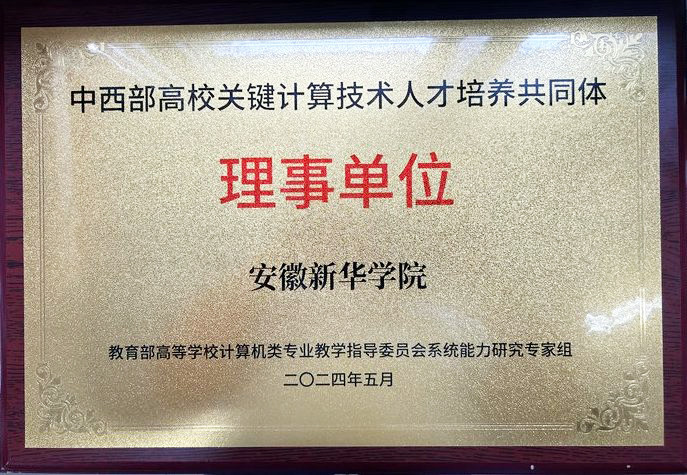 中西部高校关键计算技术人才培养共同体
理事单位
安徽新华学院
教育部高等学校计算机类专业教学指导委员会系统能力研究专家组
二〇二四年五月